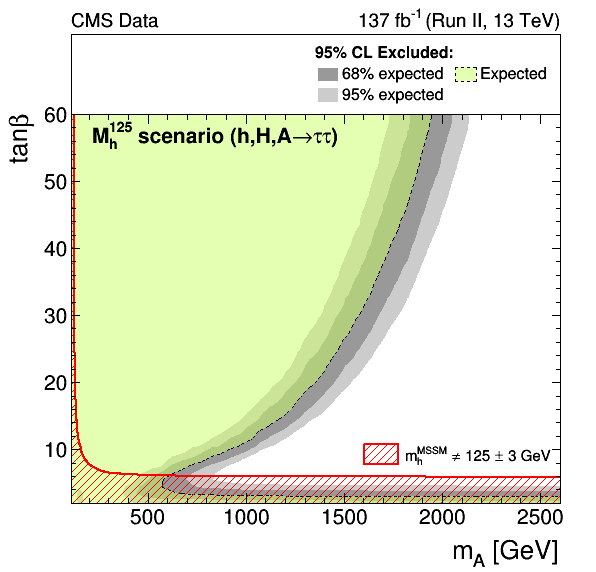 CMS Data 137 fb⁻¹ (Run II, 13 TeV)
95% CL Excluded:
68% expected Expected
95% expected
M_h^125 scenario (h,H,A→ττ)
tanβ
60
50
40
30
20
10
m_h^MSSM ≠ 125 ± 3 GeV
500 1000 1500 2000 2500
m_A [GeV]